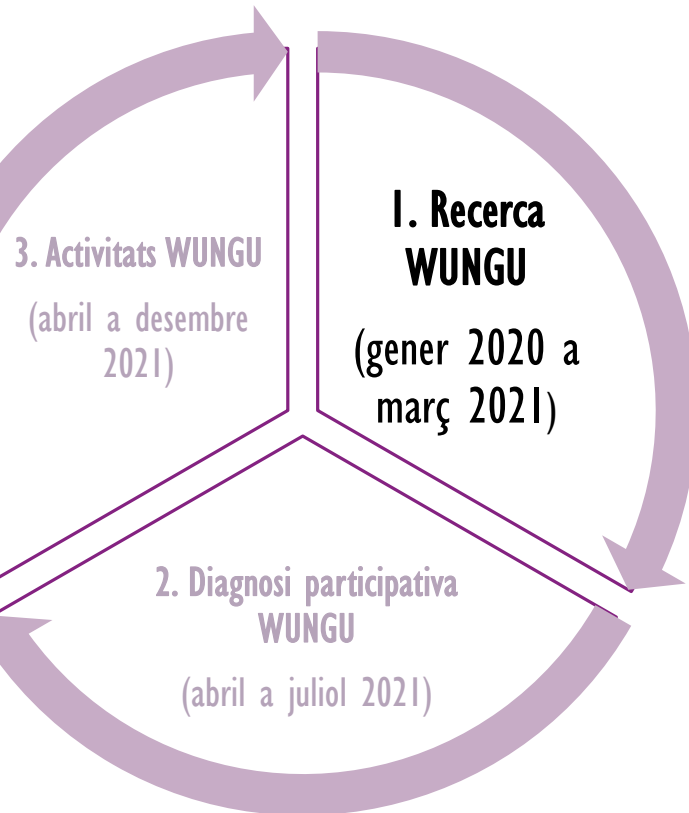 1. Recerca
WUNGU
(gener 2020 a
març 2021)
2. Diagnosi participativa
WUNGU
(abril a juliol 2021)
3. Activitats WUNGU
(abril a desembre
2021)